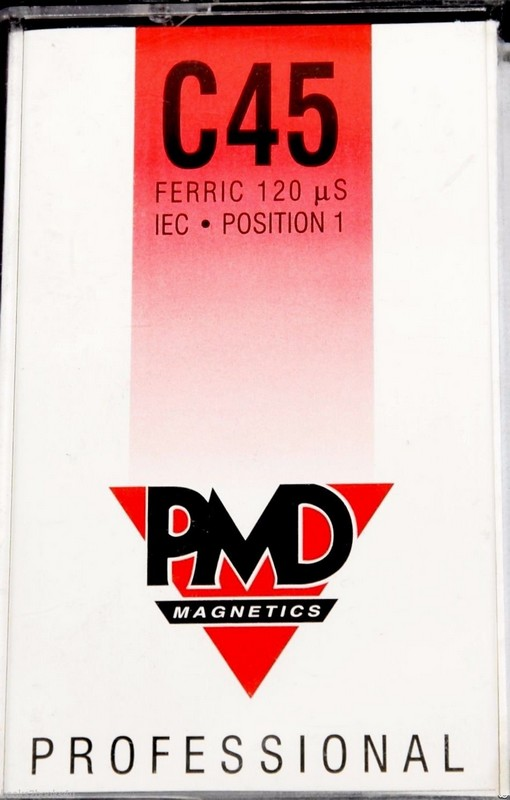 C45
FERRIC 120 µS
IEC • POSITION 1
PMD
MAGNETICS
PROFESSIONAL